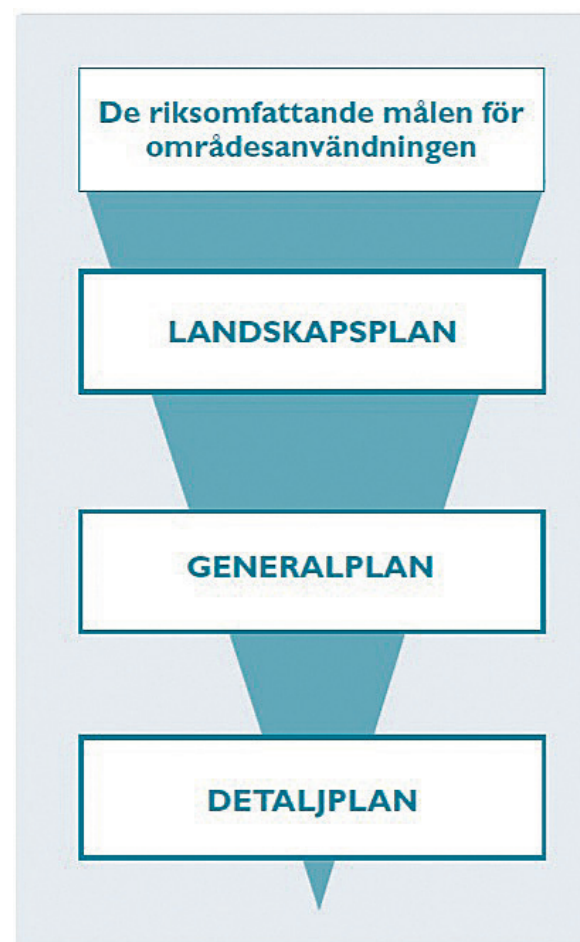 De riksomfattande målen för
områdesanvändningen
LANDSKAPSPLAN
GENERALPLAN
DETALJPLAN